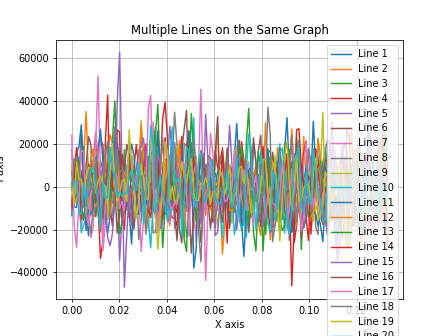 Multiple Lines on the Same Graph
60000
40000
20000
0
−20000
−40000
0.00 0.02 0.04 0.06 0.08 0.10
X axis
axis
Line 1
Line 2
Line 3
Line 4
Line 5
Line 6
Line 7
Line 8
Line 9
Line 10
Line 11
Line 12
Line 13
Line 14
Line 15
Line 16
Line 17
Line 18
Line 19
Line 20